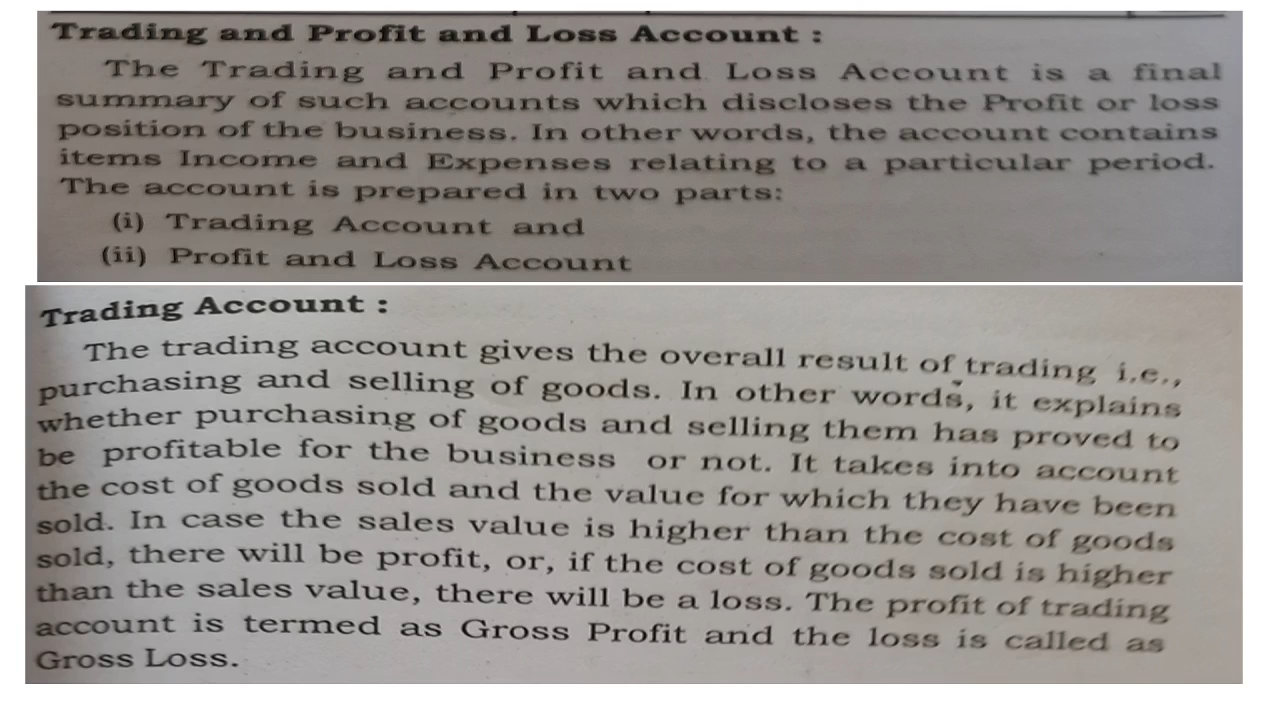 Trading and Profit and Loss Account :
The Trading and Profit and Loss Account is a final
summary of such accounts which discloses the Profit or loss
position of the business. In other words, the account contains
items Income and Expenses relating to a particular period.
The account is prepared in two parts:
(i) Trading Account and
(ii) Profit and Loss Account
Trading Account :
The trading account gives the overall result of trading i.e.,
purchasing and selling of goods. In other words, it explains
whether purchasing of goods and selling them has proved to
be profitable for the business or not. It takes into account
the cost of goods sold and the value for which they have been
sold. In case the sales value is higher than the cost of goods
sold, there will be profit, or, if the cost of goods sold is higher
than the sales value, there will be a loss. The profit of trading
account is termed as Gross Profit and the loss is called as
Gross Loss.